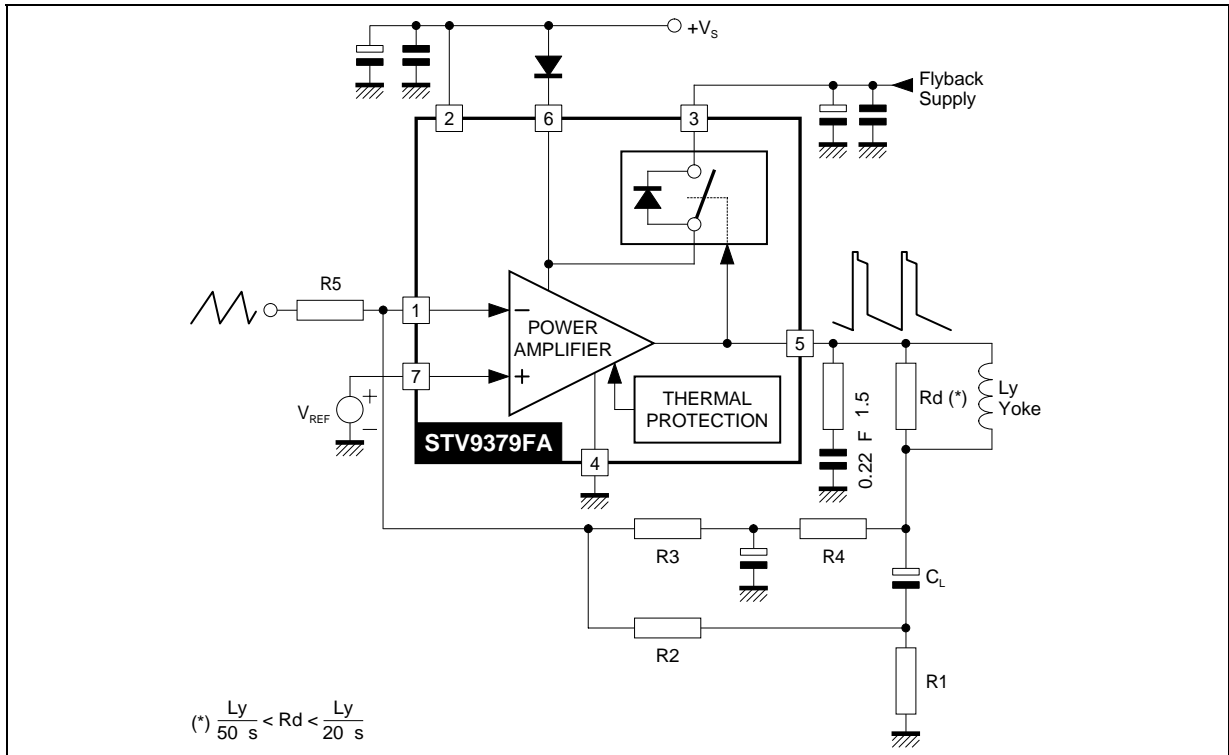 +VS
Flyback
Supply
2
6
3
R5
1
POWER
AMPLIFIER
−
+
7
VREF
+
−
THERMAL
PROTECTION
5
STV9379FA
4
0.22 F 1.5
Rd (*)
Ly
Yoke
R3
R4
CL
R2
R1
(*) Ly/50 s < Rd < Ly/20 s